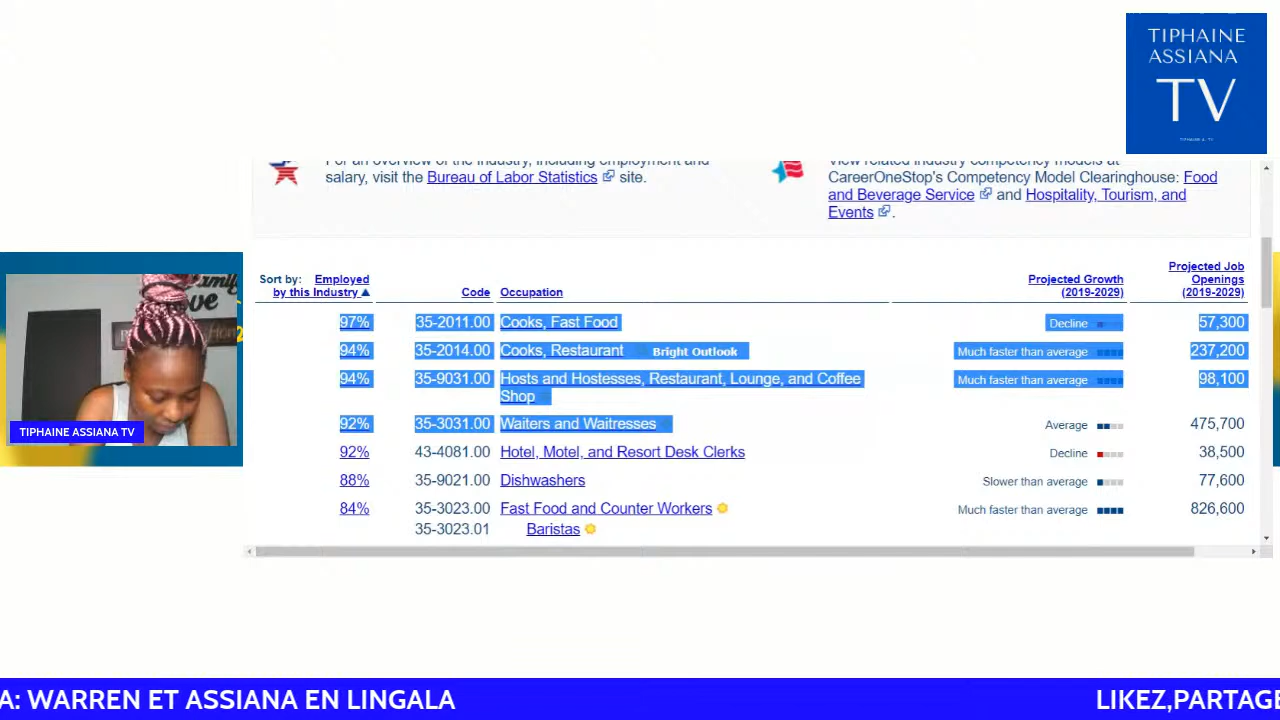 TIPHAINE
ASSIANA
TV
TIPHAINE A. TV
For an overview of the industry, including employment and
salary, visit the Bureau of Labor Statistics site.
View related industry competency models at
CareerOneStop's Competency Model Clearinghouse: Food
and Beverage Service and Hospitality, Tourism, and
Events .
Sort by: Employed
by this Industry Code Occupation Projected Growth
(2019-2029) Projected Job
Openings
(2019-2029)
97% 35-2011.00 Cooks, Fast Food Decline 57,300
94% 35-2014.00 Cooks, Restaurant Bright Outlook Much faster than average 237,200
94% 35-9031.00 Hosts and Hostesses, Restaurant, Lounge, and Coffee
Shop Much faster than average 98,100
92% 35-3031.00 Waiters and Waitresses Average 475,700
92% 43-4081.00 Hotel, Motel, and Resort Desk Clerks Decline 38,500
88% 35-9021.00 Dishwashers Slower than average 77,600
84% 35-3023.00 Fast Food and Counter Workers Much faster than average 826,600
35-3023.01 Baristas
TIPHAINE ASSIANA TV
A: WARREN ET ASSIANA EN LINGALA
LIKEZ,PARTAGE